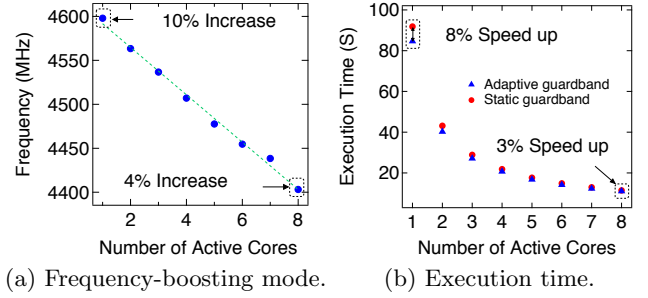 4600
4550
4500
4450
4400
Frequency (MHz)
10% Increase
4% Increase
2 4 6 8
Number of Active Cores
(a) Frequency-boosting mode.
100
80
60
40
20
Execution Time (S)
8% Speed up
Adaptive guardband
Static guardband
3% Speed up
1 2 3 4 5 6 7 8
Number of Active Cores
(b) Execution time.